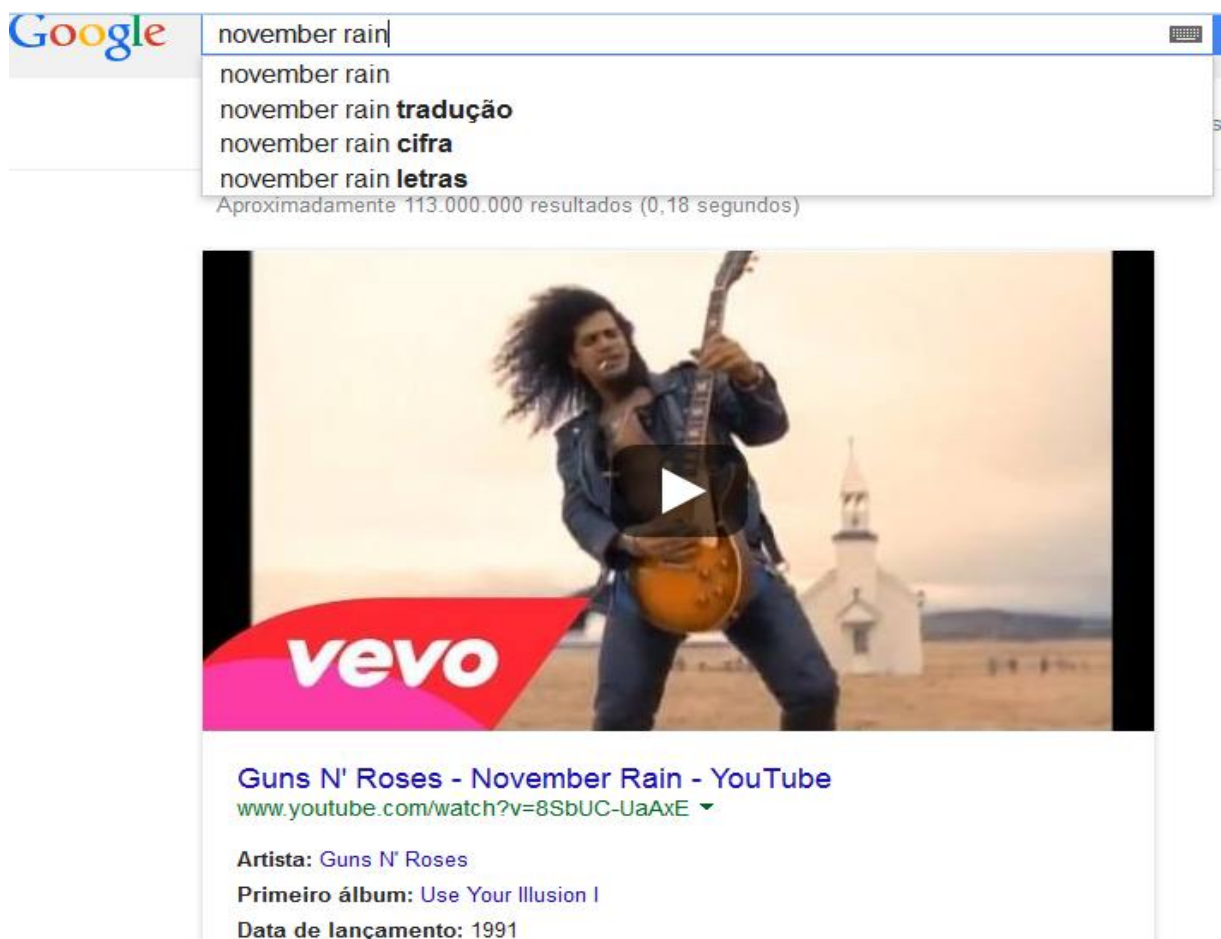 Google
november rain
november rain
november rain tradução
november rain cifra
november rain letras
s
Aproximadamente 113.000.000 resultados (0,18 segundos)
vevo
Guns N' Roses - November Rain - YouTube
www.youtube.com/watch?v=8SbUC-UaAxE
Artista: Guns N' Roses
Primeiro álbum: Use Your Illusion I
Data de lançamento: 1991